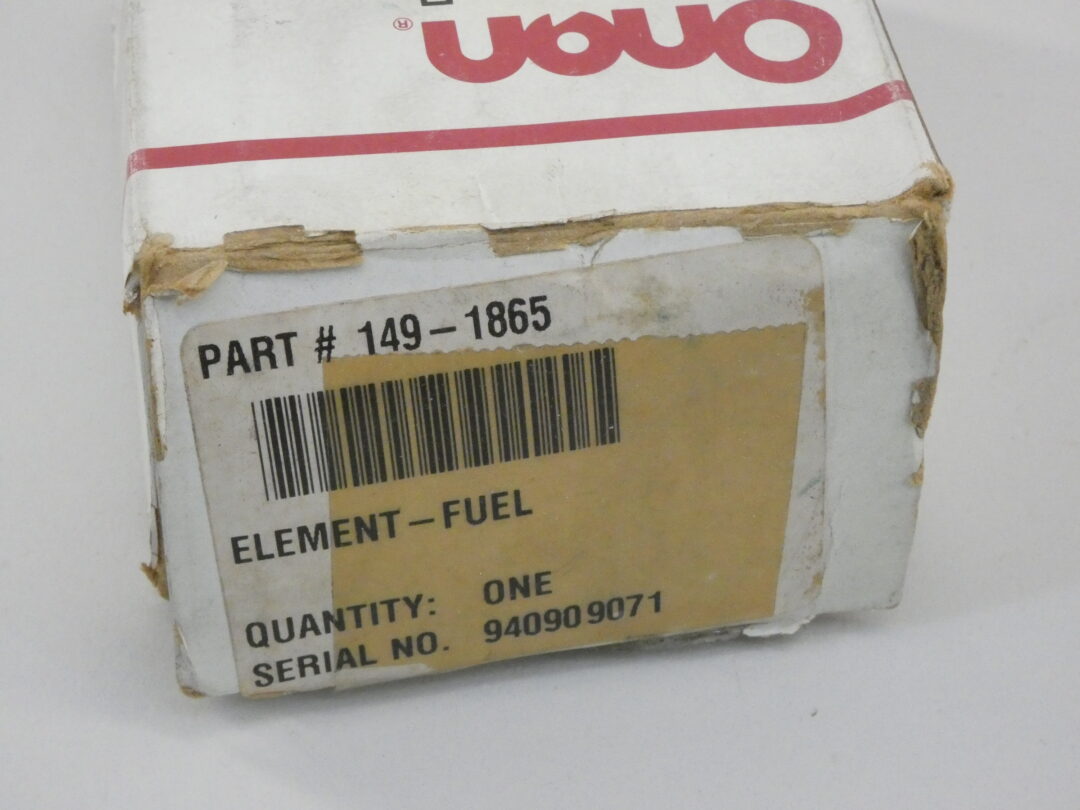 Onan®
PART # 149-1865
ELEMENT-FUEL
QUANTITY: ONE
SERIAL NO. 940909071